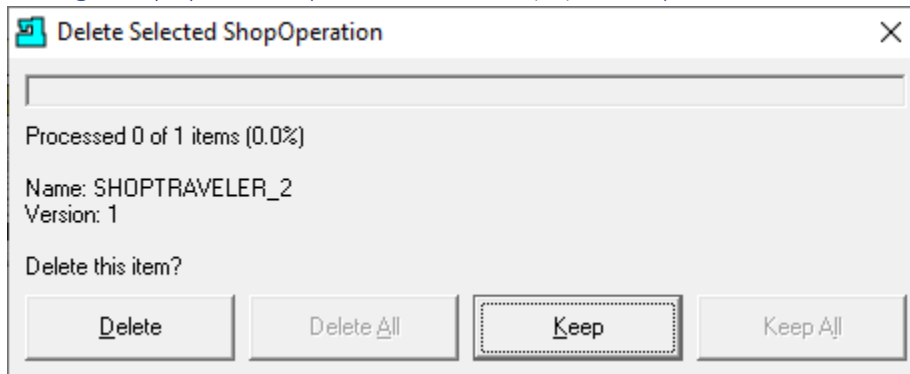 Delete Selected ShopOperation
Processed 0 of 1 items (0.0%)
Name: SHOPTRAVELER_2
Version: 1
Delete this item?
Delete Delete All Keep Keep All